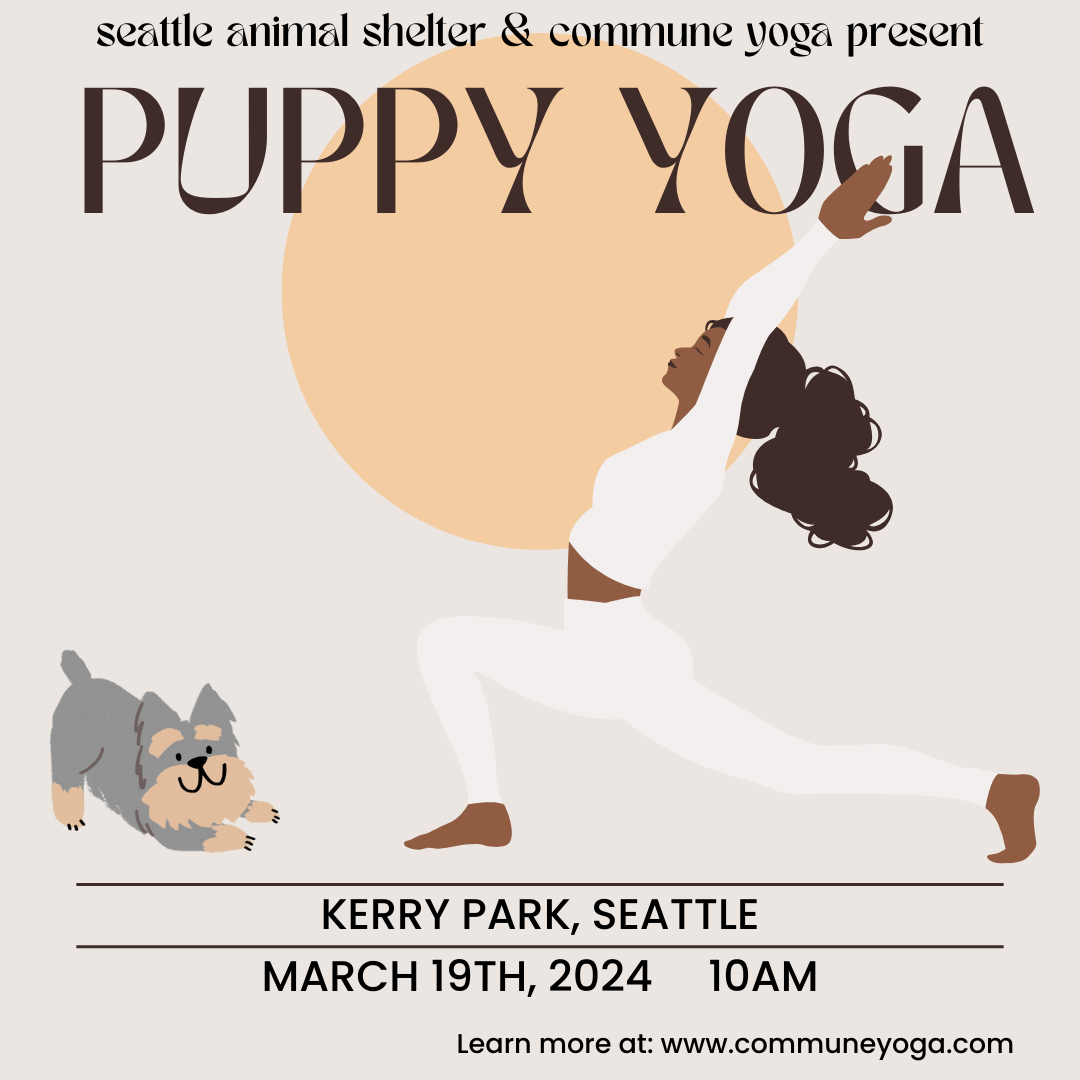 seattle animal shelter & commune yoga present
PUPPY YOGA
KERRY PARK, SEATTLE
MARCH 19TH, 2024 10AM
Learn more at: www.communeyoga.com